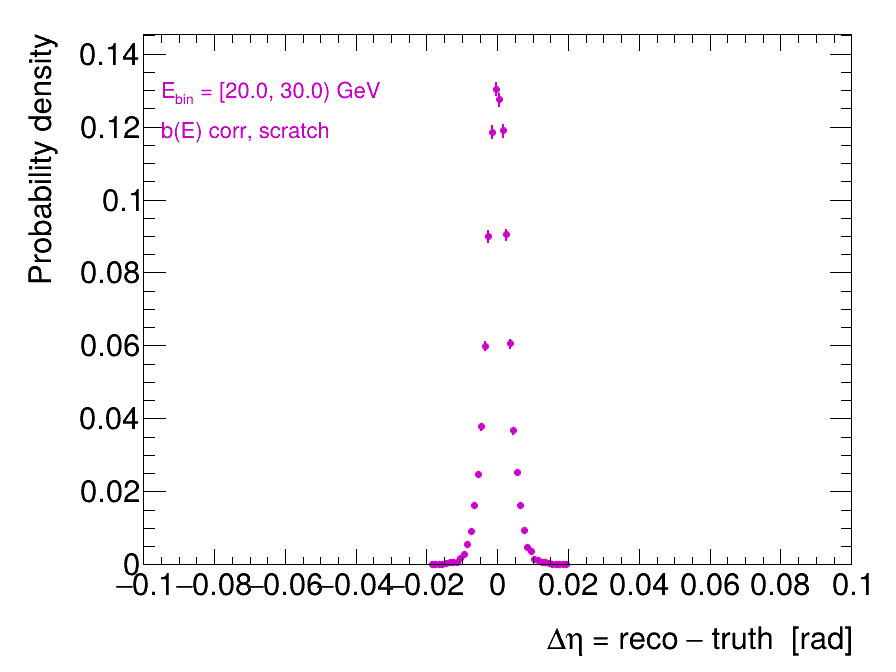 Probability density
0.14
0.12
0.1
0.08
0.06
0.04
0.02
0
E_bin = [20.0, 30.0) GeV
b(E) corr, scratch
−0.1 −0.08 −0.06 −0.04 −0.02 0 0.02 0.04 0.06 0.08 0.1
Δη = reco − truth [rad]